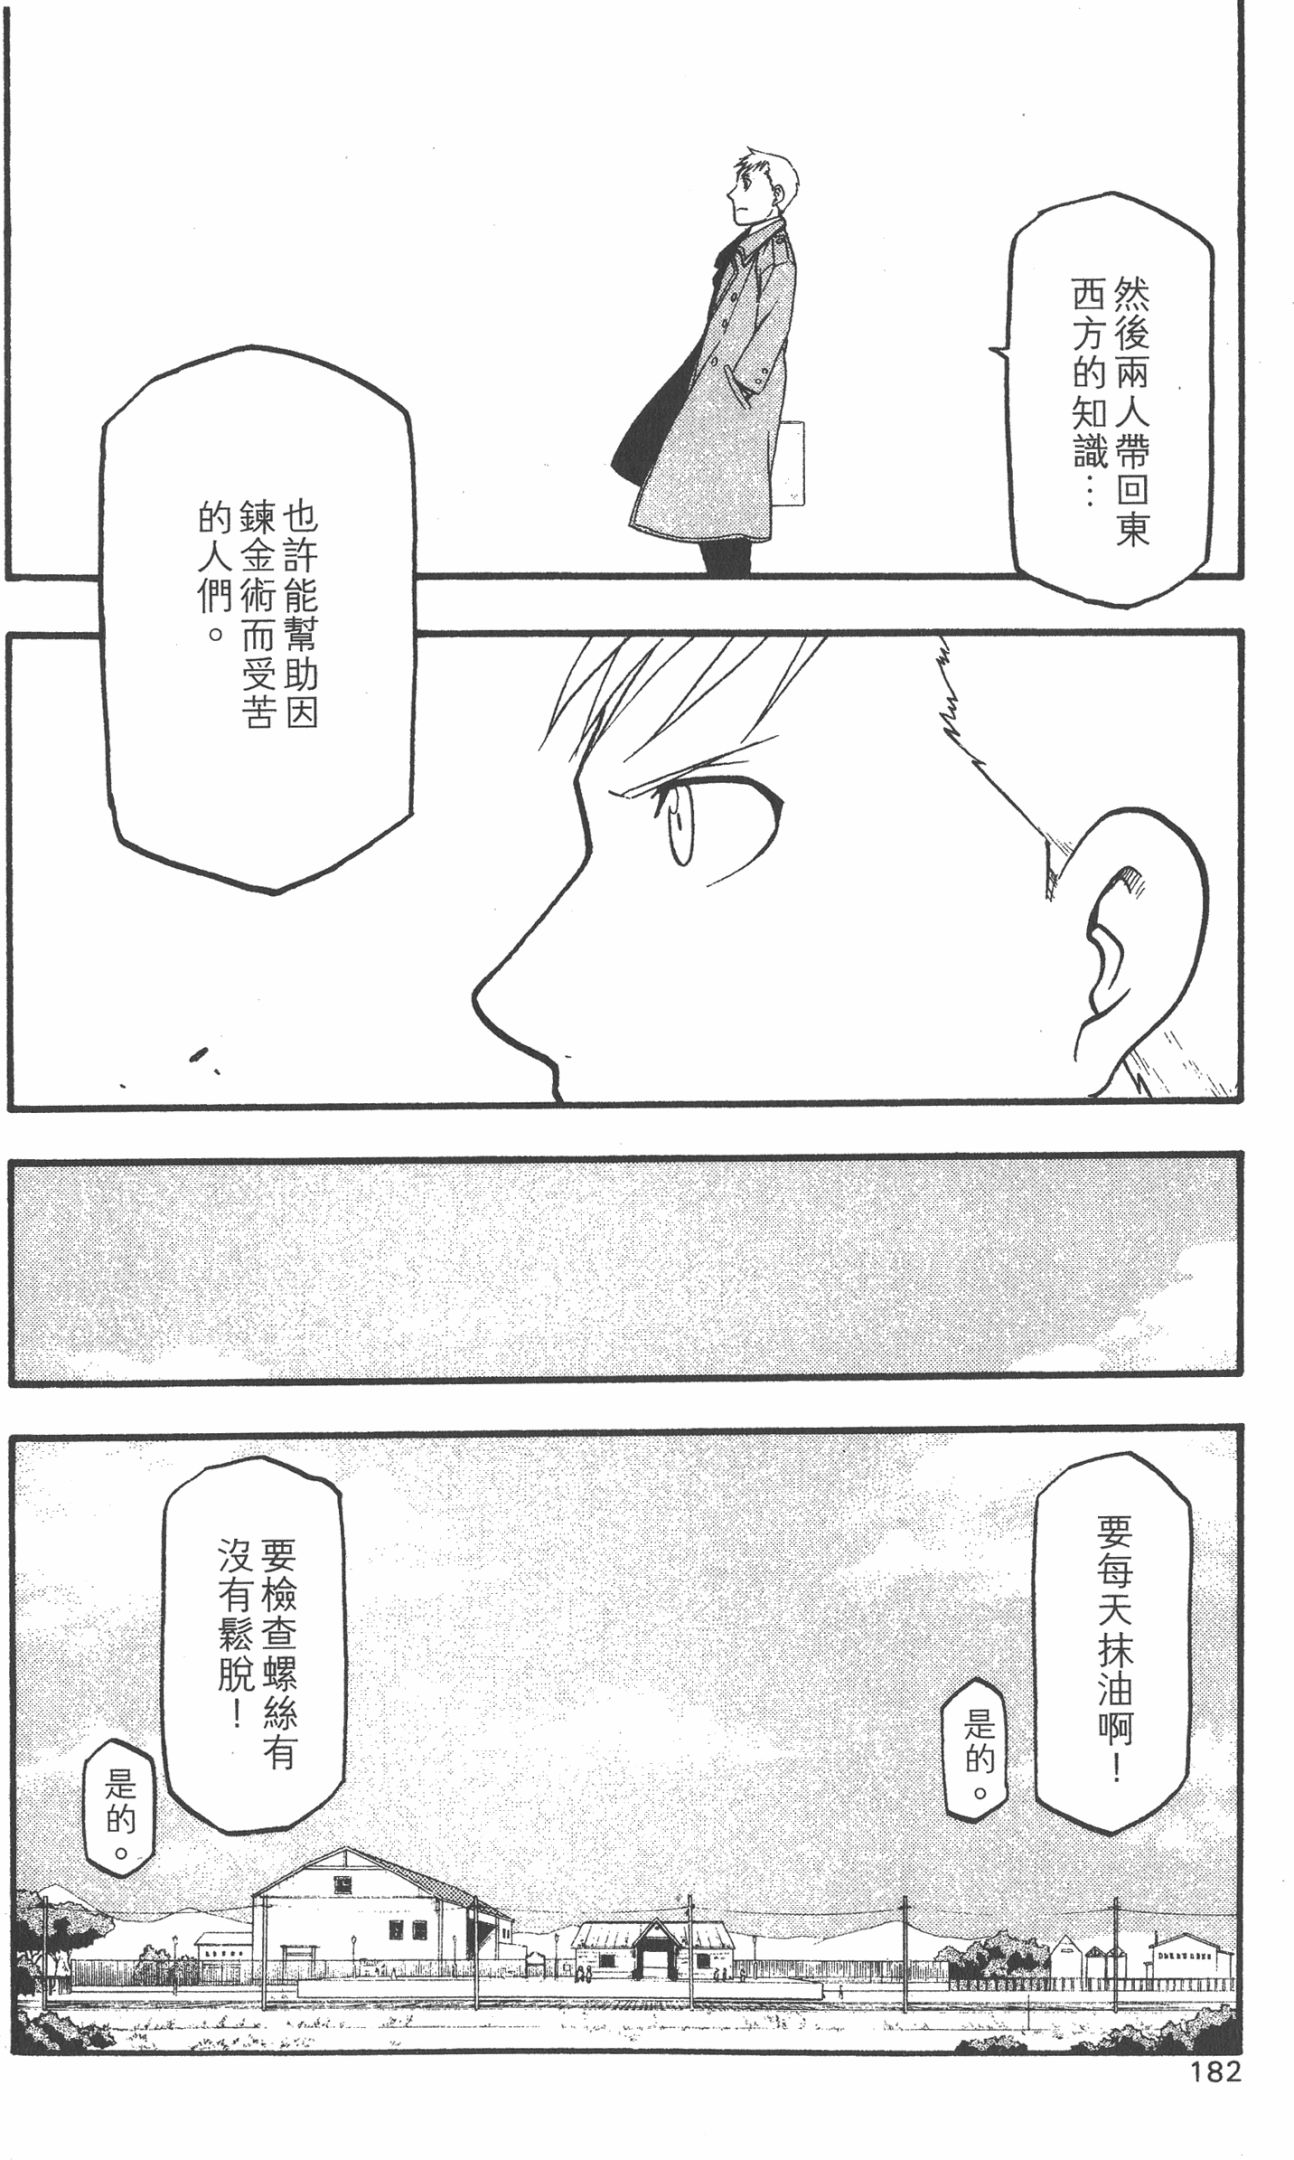 然後兩人帶回東
西方的知識…
也許能幫助因
鍊金術而受苦
的人們。
要每天抹油啊！
是的。
要檢查螺絲有
沒有鬆脫！
是的。
182